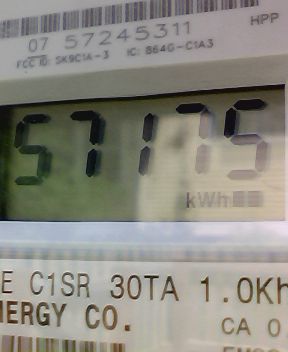 HPP
07 57245311
FCC ID: SK9C1A-3 IC: 864G-C1A3
57175
kWh
E C1SR 30TA 1.0Kh
NERGY CO.
CA 0.